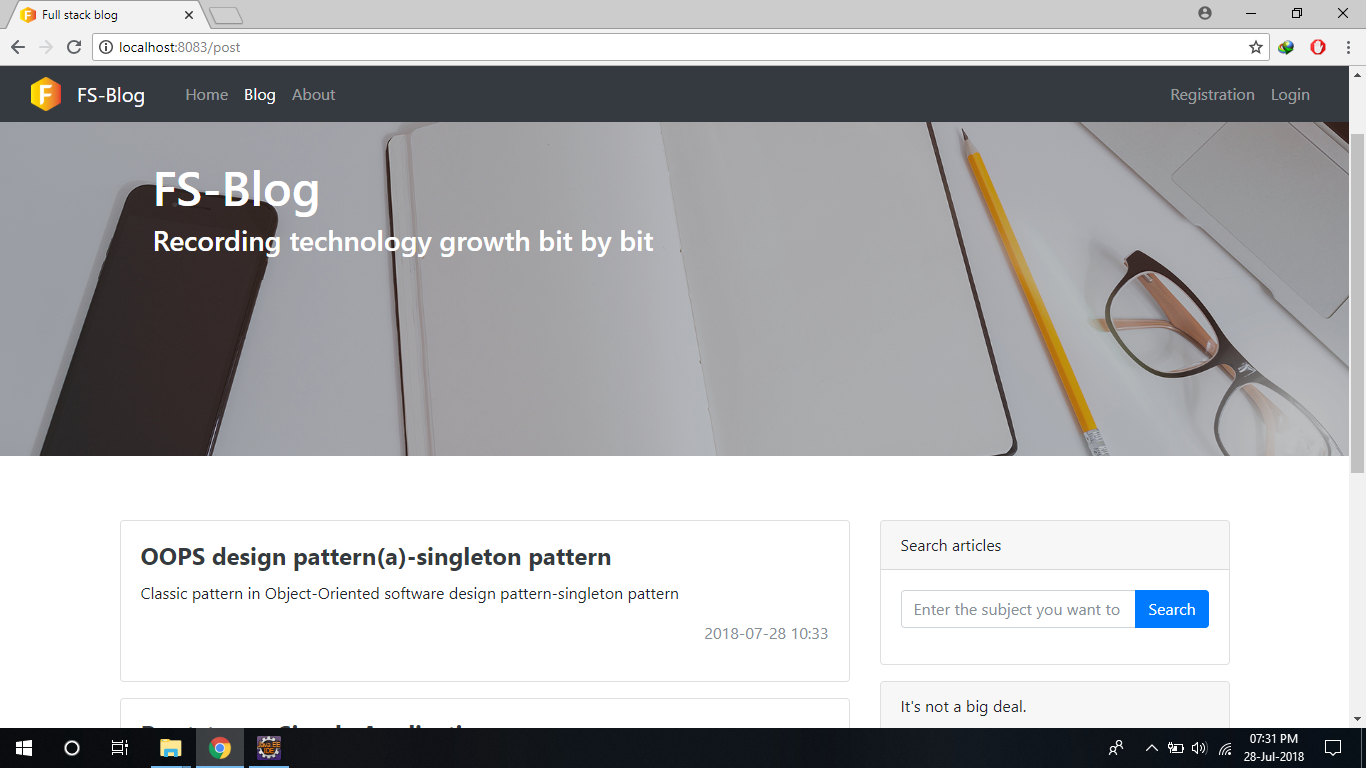 Full stack blog
localhost:8083/post
F
FS-Blog
Home
Blog
About
Registration
Login
FS-Blog
Recording technology growth bit by bit
OOPS design pattern(a)-singleton pattern
Classic pattern in Object-Oriented software design pattern-singleton pattern
2018-07-28 10:33
Search articles
Enter the subject you want to
Search
It's not a big deal.
07:31 PM
28-Jul-2018